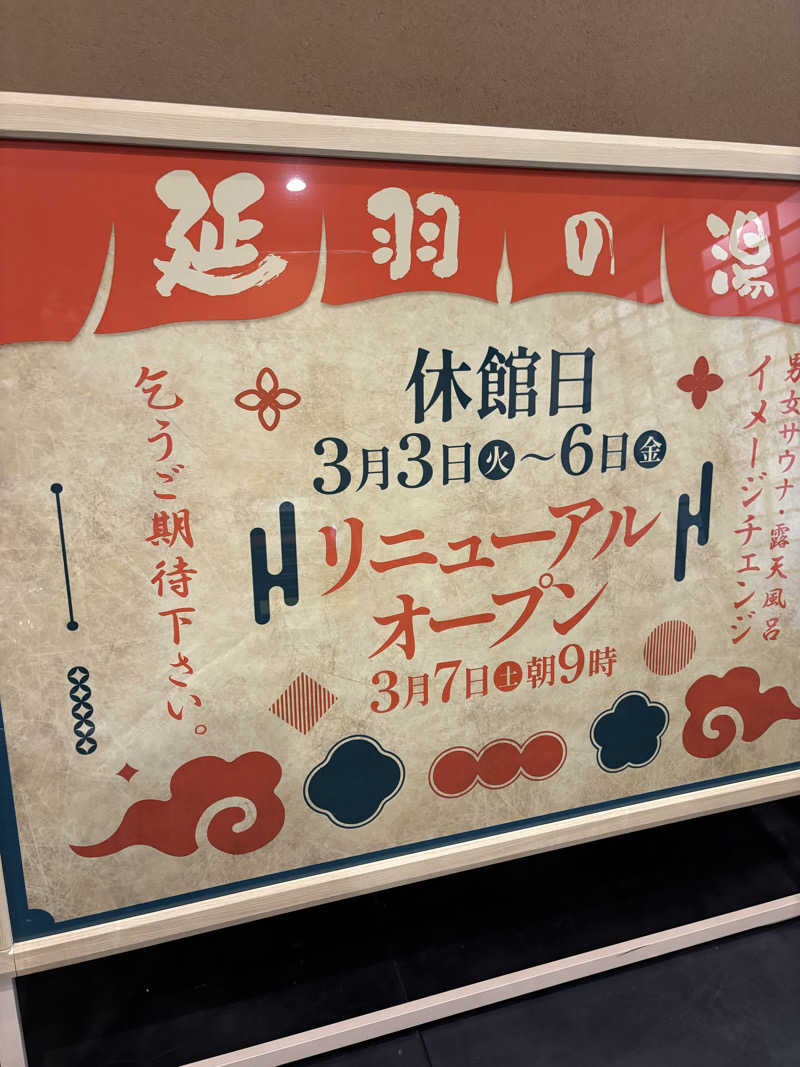 延羽の湯
男女サウナ・露天風呂
イメージチェンジ
休館日
3月3日火～6日金
リニューアル
オープン
3月7日土朝9時
乞うご期待下さい。